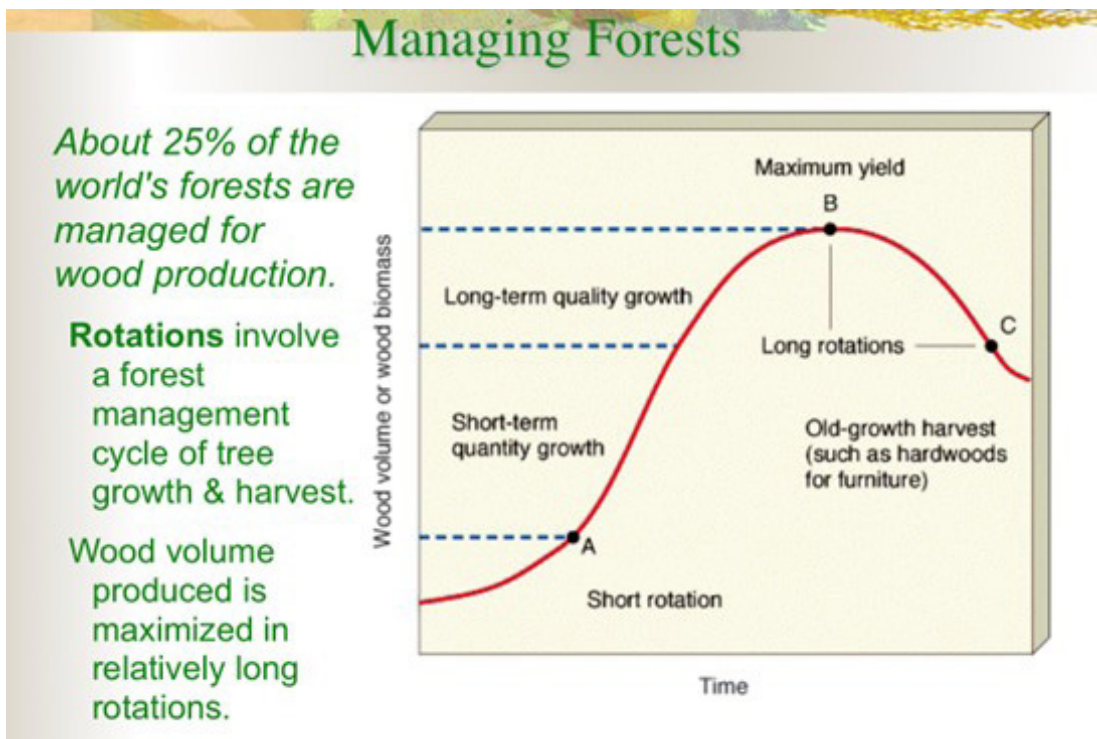 Managing Forests
About 25% of the
world's forests are
managed for
wood production.
Rotations involve
a forest
management
cycle of tree
growth & harvest.
Wood volume
produced is
maximized in
relatively long
rotations.
Wood volume or wood biomass
Maximum yield
B
Long-term quality growth
C
Long rotations
Short-term
quantity growth
Old-growth harvest
(such as hardwoods
for furniture)
A
Short rotation
Time